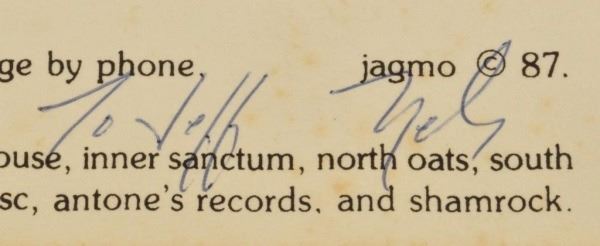 ge by phone. jagmo © 87.
To Jeff
ouse, inner sanctum, north oats, south
sc, antone's records, and shamrock.